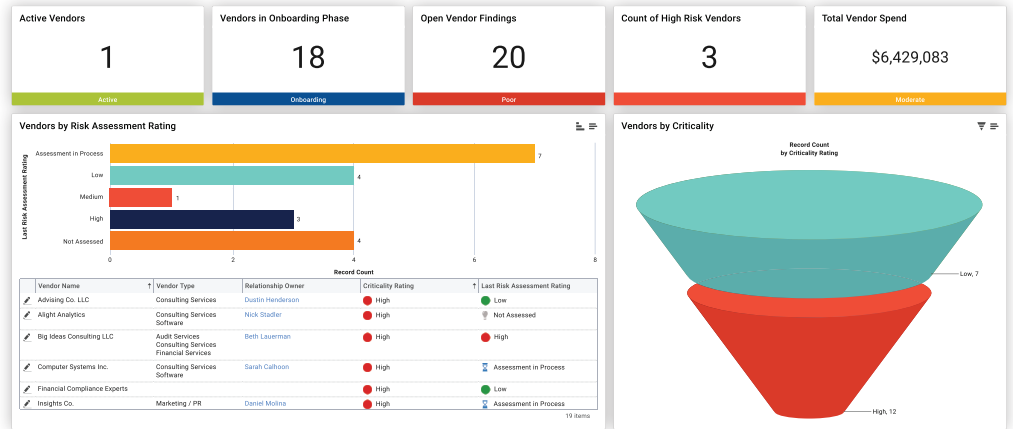 Active Vendors
1
Active
Vendors in Onboarding Phase
18
Onboarding
Open Vendor Findings
20
Poor
Count of High Risk Vendors
3
Total Vendor Spend
$6,429,083
Moderate
Vendors by Risk Assessment Rating
Last Risk Assessment Rating
Assessment in Process
7
Low
4
Medium
1
High
3
Not Assessed
4
0 2 4 6 8
Record Count
Vendor Name Vendor Type Relationship Owner Criticality Rating Last Risk Assessment Rating
Advising Co. LLC Consulting Services Dustin Henderson High Low
Alight Analytics Consulting Services Nick Stadler High Not Assessed
Software
Big Ideas Consulting LLC Audit Services Beth Lauerman High High
Consulting Services
Financial Services
Computer Systems Inc. Consulting Services Sarah Calhoon High Assessment in Process
Software
Financial Compliance Experts High Low
Insights Co. Marketing / PR Daniel Molina High Assessment in Process
19 items
Vendors by Criticality
Record Count
by Criticality Rating
Low, 7
High, 12